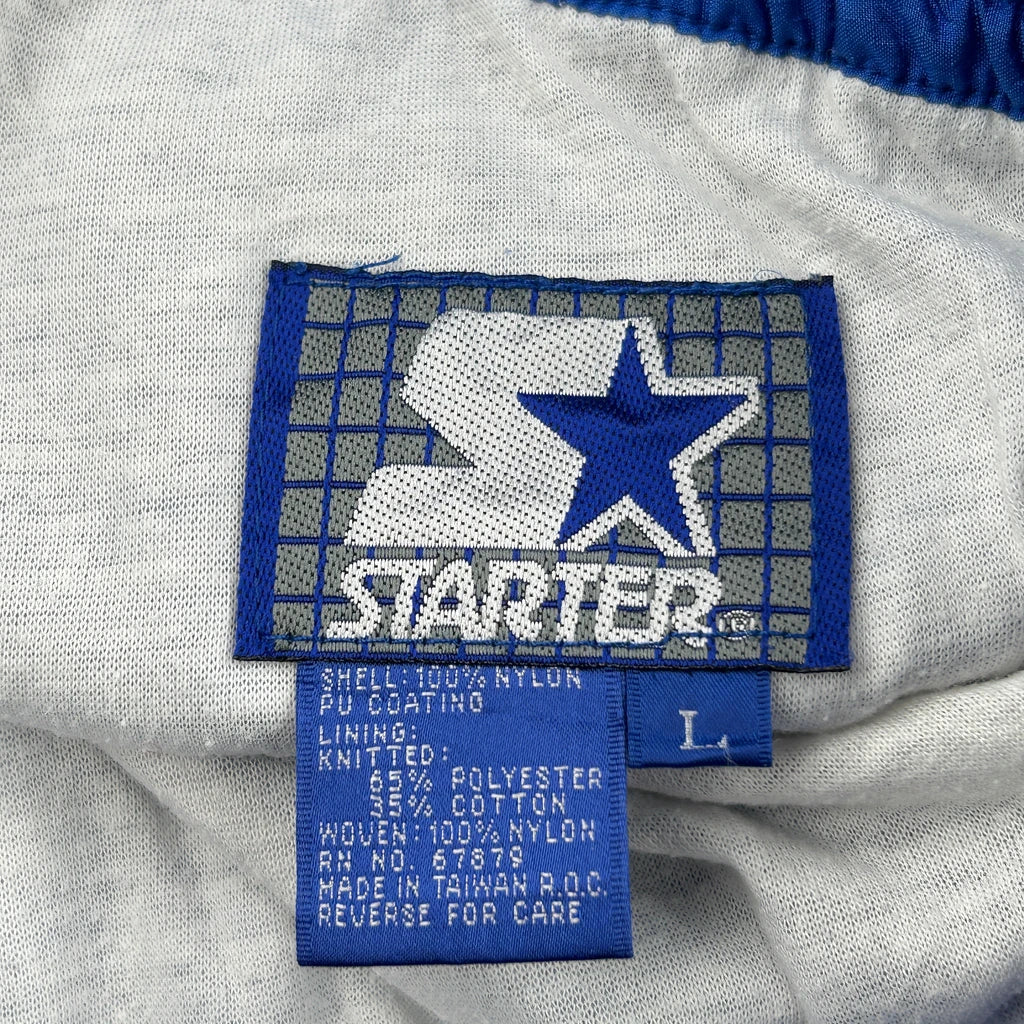 STARTER®
SHELL: 100% NYLON
PU COATING
LINING:
KNITTED:
65% POLYESTER
35% COTTON
WOVEN: 100% NYLON
RN NO. 67879
MADE IN TAIWAN R.O.C.
REVERSE FOR CARE
L